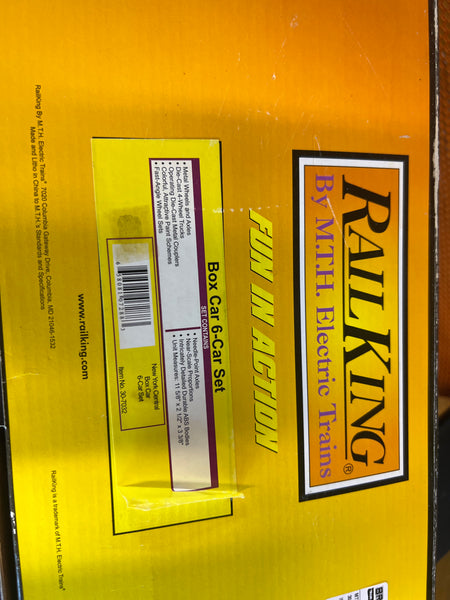 RAILKING®
By M.T.H. Electric Trains
FUN IN ACTION
Box Car 6-Car Set
SET CONTAINS
• Metal Wheels and Axles
• Die-Cast 4-Wheel Trucks
• Operating Die-Cast Metal Couplers
• Colorful, Attractive Paint Schemes
• Fast-Angle Wheel Sets
• Needle-Point Axles
• Near-Scale Proportions
• Intricately Detailed Durable ABS Bodies
• Unit Measures: 11 5/8" x 2 1/2" x 3 3/8"
New York Central
Box Car
6-Car Set
Item No. 30-7032
www.railking.com
RailKing By M.T.H. Electric Trains® 7020 Columbia Gateway Drive, Columbia, MD 21046-1532
Made and Litho in China to M.T.H.'s Standards and Specifications
RailKing is a trademark of M.T.H. Electric Trains®